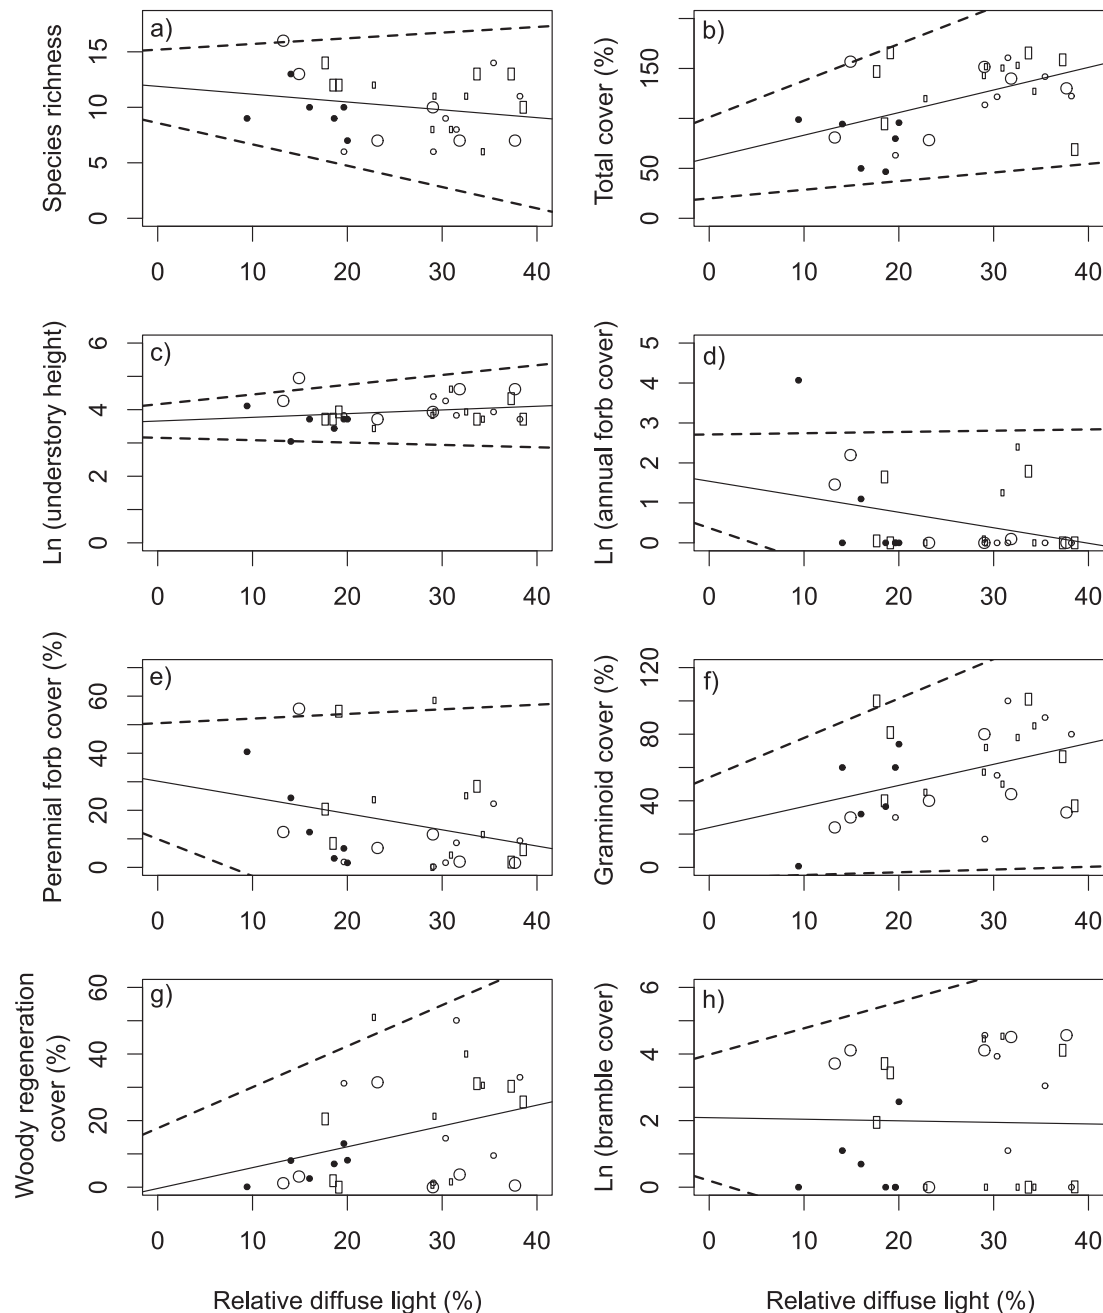 a)
Species richness
0 5 10 15
0 10 20 30 40
b)
Total cover (%)
0 50 150
0 10 20 30 40
c)
Ln (understory height)
0 2 4 6
0 10 20 30 40
d)
Ln (annual forb cover)
0 1 2 3 4 5
0 10 20 30 40
e)
Perennial forb cover (%)
0 20 40 60
0 10 20 30 40
f)
Graminoid cover (%)
0 40 80 120
0 10 20 30 40
g)
Woody regeneration
cover (%)
0 20 40 60
0 10 20 30 40
Relative diffuse light (%)
h)
Ln (bramble cover)
0 2 4 6
0 10 20 30 40
Relative diffuse light (%)